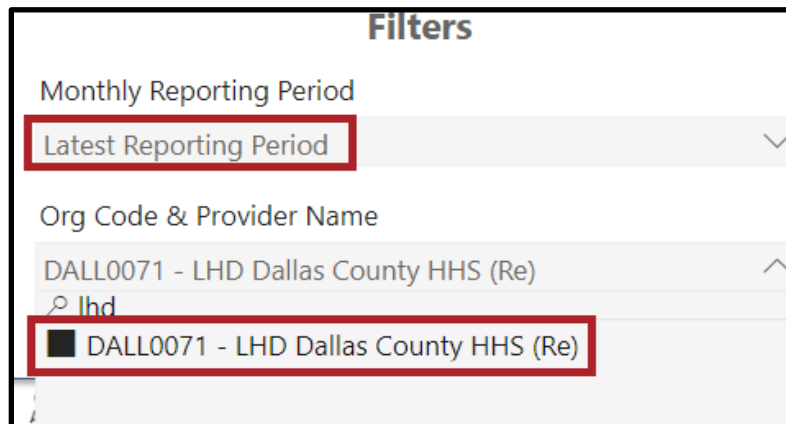 Filters
Monthly Reporting Period
Latest Reporting Period
Org Code & Provider Name
DALL0071 - LHD Dallas County HHS (Re)
lhd
DALL0071 - LHD Dallas County HHS (Re)